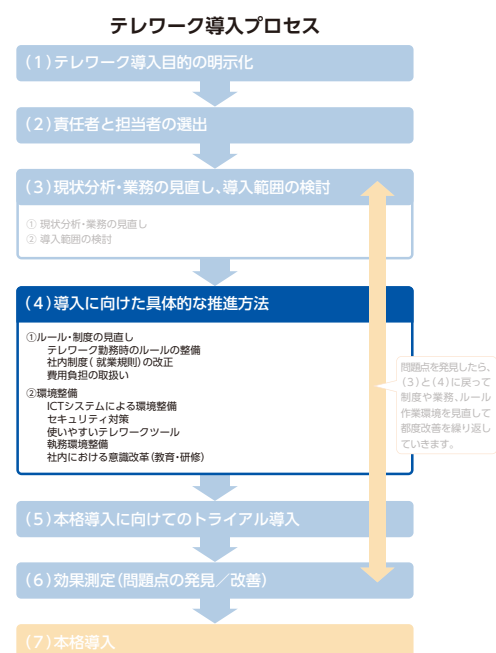 テレワーク導入プロセス
(1)テレワーク導入目的の明示化
(2)責任者と担当者の選出
(3)現状分析・業務の見直し、導入範囲の検討
① 現状分析・業務の見直し
② 導入範囲の検討
(4)導入に向けた具体的な推進方法
①ルール・制度の見直し
テレワーク勤務時のルールの整備
社内制度(就業規則)の改正
費用負担の取扱い
②環境整備
ICTシステムによる環境整備
セキュリティ対策
使いやすいテレワークツール
執務環境整備
社内における意識改革(教育・研修)
問題点を発見したら、
(3)と(4)に戻って
制度や業務、ルール
作業環境を見直して
都度改善を繰り返し
ていきます。
(5)本格導入に向けてのトライアル導入
(6)効果測定(問題点の発見／改善)
(7)本格導入